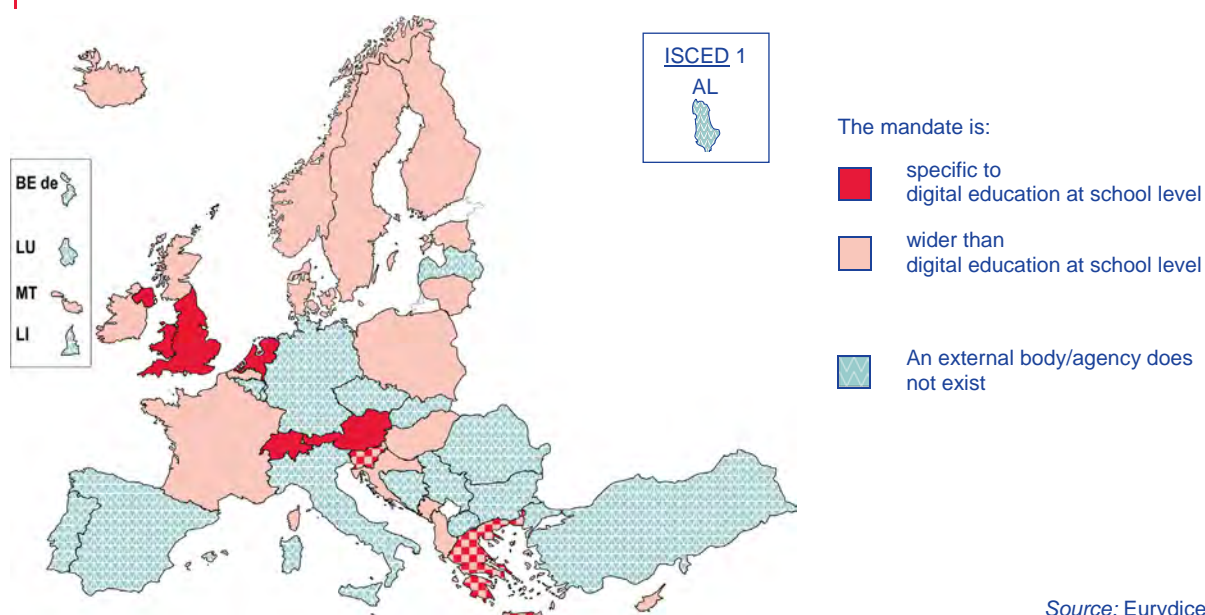 ISCED 1
AL
The mandate is:
specific to
digital education at school level
wider than
digital education at school level
An external body/agency does
not exist
BE de
LU
MT
LI
Source: Eurydice